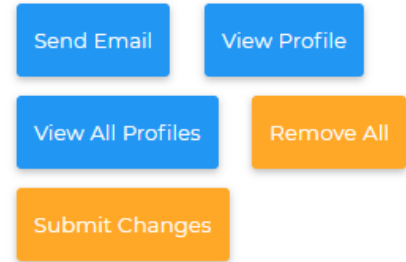 Send Email
View Profile
View All Profiles
Remove All
Submit Changes